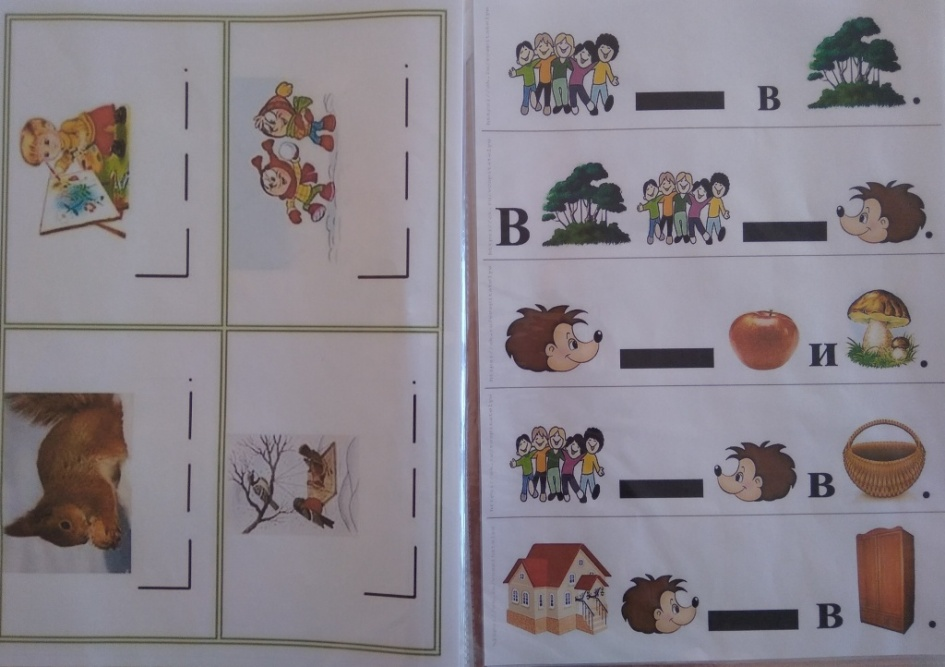 в .
В .
и .
в .
в .